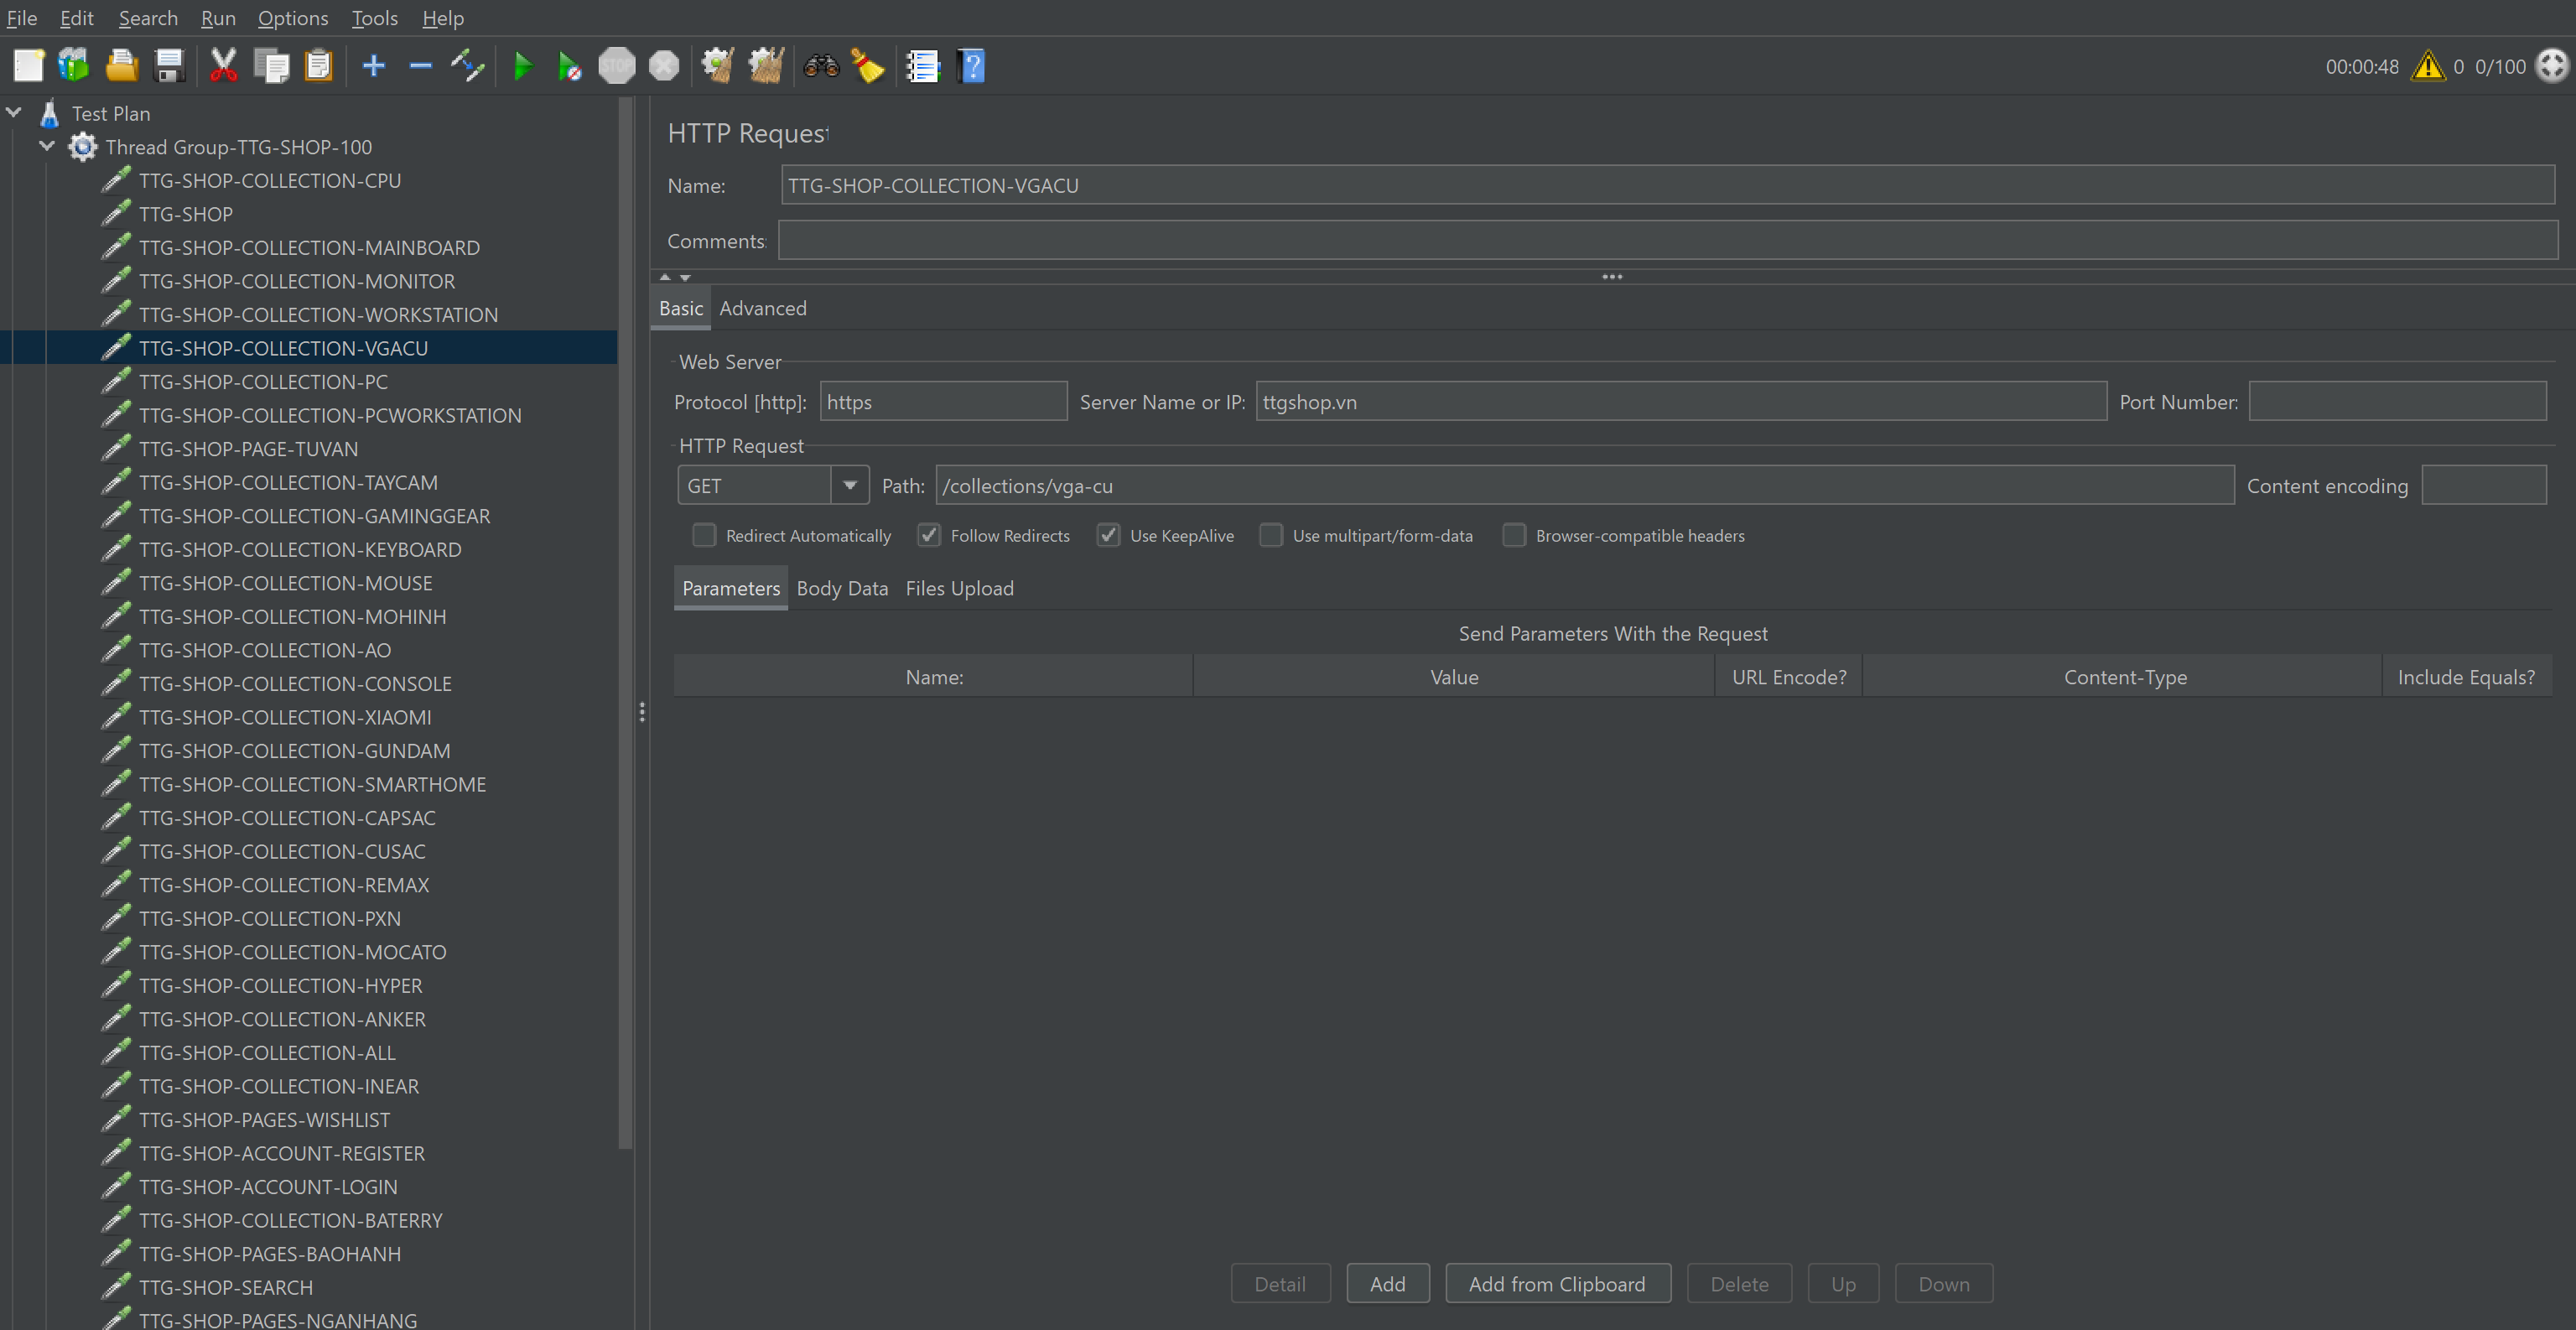 File Edit Search Run Options Tools Help
STOP
00:00:48 0 0/100
Test Plan
Thread Group-TTG-SHOP-100
TTG-SHOP-COLLECTION-CPU
TTG-SHOP
TTG-SHOP-COLLECTION-MAINBOARD
TTG-SHOP-COLLECTION-MONITOR
TTG-SHOP-COLLECTION-WORKSTATION
TTG-SHOP-COLLECTION-VGACU
TTG-SHOP-COLLECTION-PC
TTG-SHOP-COLLECTION-PCWORKSTATION
TTG-SHOP-PAGE-TUVAN
TTG-SHOP-COLLECTION-TAYCAM
TTG-SHOP-COLLECTION-GAMINGGEAR
TTG-SHOP-COLLECTION-KEYBOARD
TTG-SHOP-COLLECTION-MOUSE
TTG-SHOP-COLLECTION-MOHINH
TTG-SHOP-COLLECTION-AO
TTG-SHOP-COLLECTION-CONSOLE
TTG-SHOP-COLLECTION-XIAOMI
TTG-SHOP-COLLECTION-GUNDAM
TTG-SHOP-COLLECTION-SMARTHOME
TTG-SHOP-COLLECTION-CAPSAC
TTG-SHOP-COLLECTION-CUSAC
TTG-SHOP-COLLECTION-REMAX
TTG-SHOP-COLLECTION-PXN
TTG-SHOP-COLLECTION-MOCATO
TTG-SHOP-COLLECTION-HYPER
TTG-SHOP-COLLECTION-ANKER
TTG-SHOP-COLLECTION-ALL
TTG-SHOP-COLLECTION-INEAR
TTG-SHOP-PAGES-WISHLIST
TTG-SHOP-ACCOUNT-REGISTER
TTG-SHOP-ACCOUNT-LOGIN
TTG-SHOP-COLLECTION-BATERRY
TTG-SHOP-PAGES-BAOHANH
TTG-SHOP-SEARCH
TTG-SHOP-PAGES-NGANHANG
HTTP Request
Name: TTG-SHOP-COLLECTION-VGACU
Comments:
Basic Advanced
Web Server
Protocol [http]: https Server Name or IP: ttgshop.vn Port Number:
HTTP Request
GET Path: /collections/vga-cu Content encoding
Redirect Automatically Follow Redirects Use KeepAlive Use multipart/form-data Browser-compatible headers
Parameters Body Data Files Upload
Send Parameters With the Request
Name: Value URL Encode? Content-Type Include Equals?
Detail Add Add from Clipboard Delete Up Down